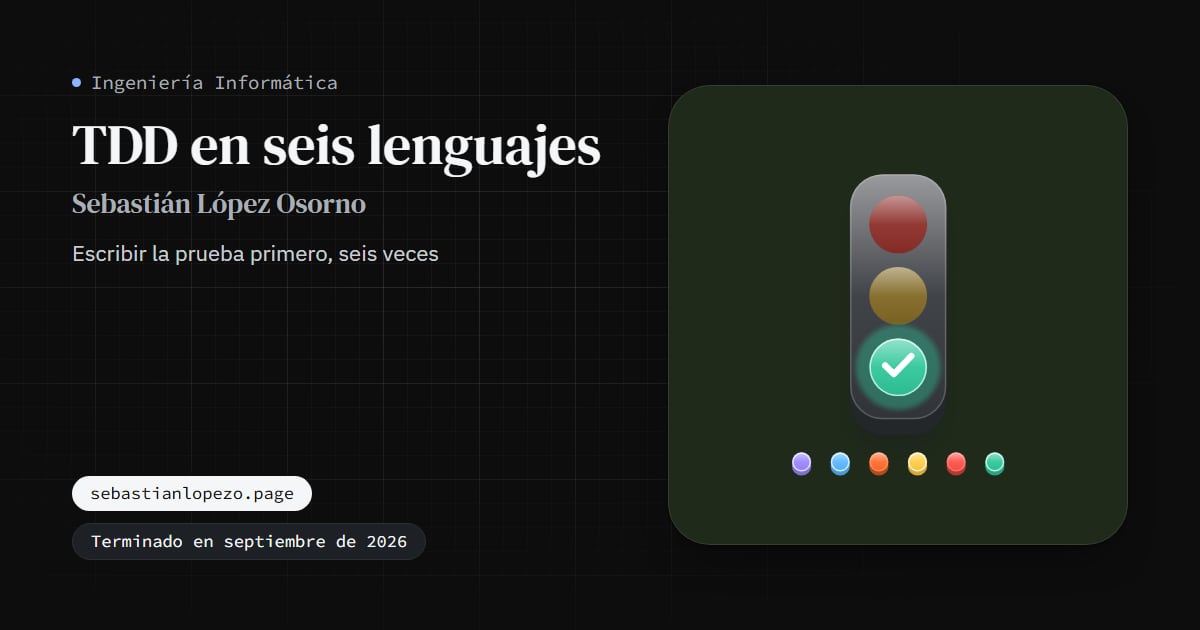 Ingeniería Informática
TDD en seis lenguajes
Sebastián López Osorno
Escribir la prueba primero, seis veces
sebastianlopezo.page
Terminado en septiembre de 2026